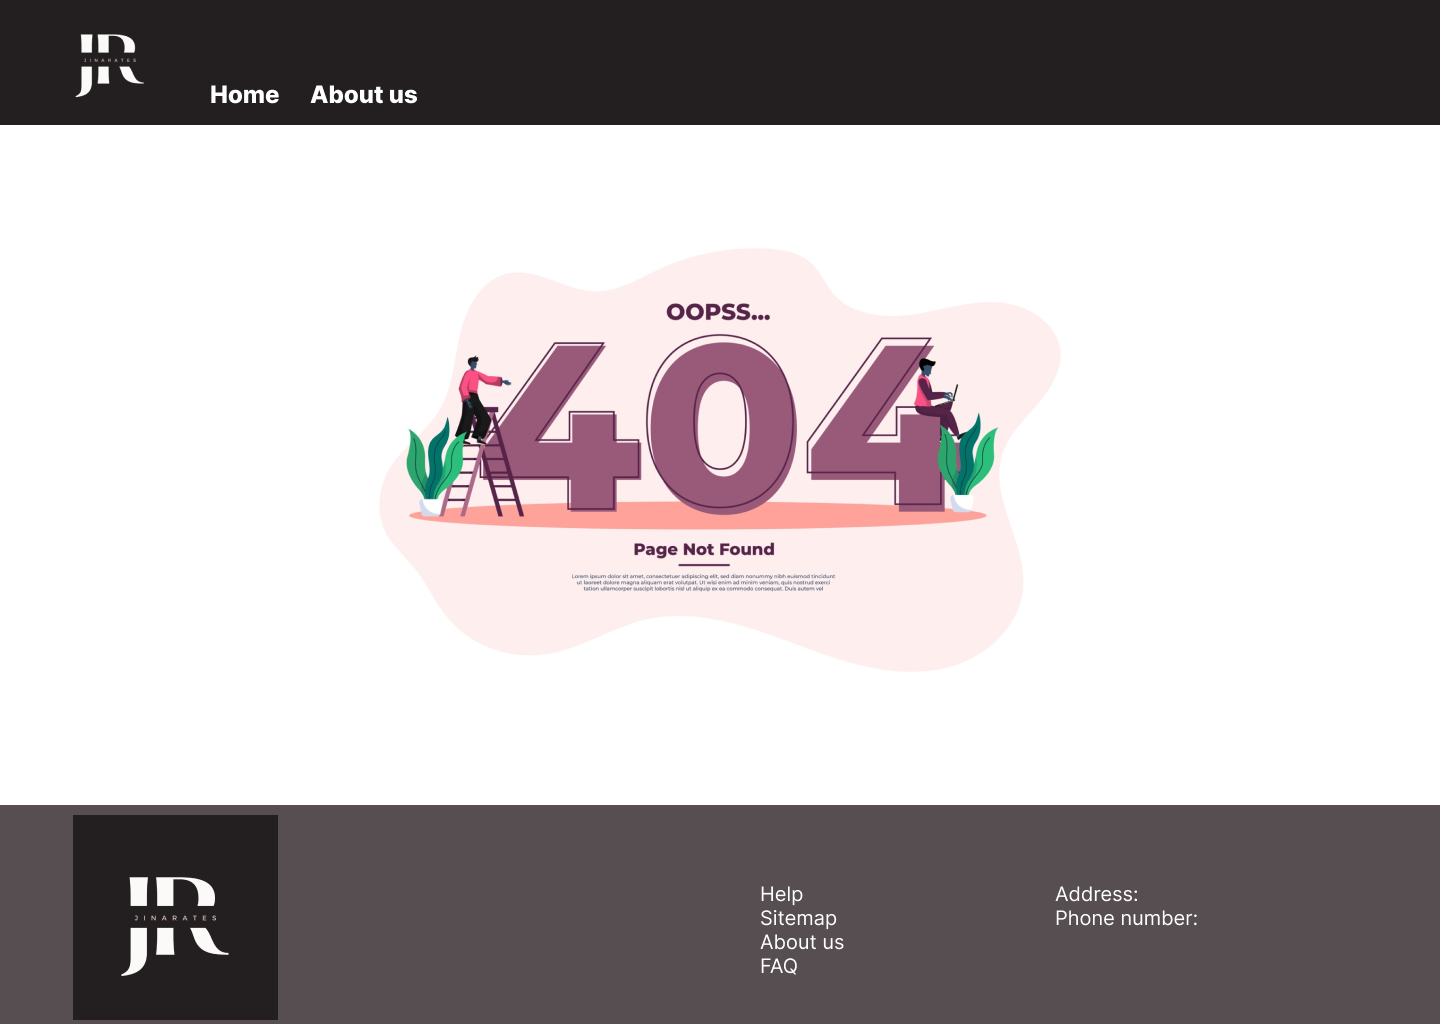 JR
JINARATES
Home About us
OOPSS...
404
Page Not Found
Lorem ipsum dolor sit amet, consectetuer adipiscing elit, sed diam nonummy nibh euismod tincidunt
ut laoreet dolore magna aliquam erat volutpat. Ut wisi enim ad minim veniam, quis nostrud exerci
tation ullamcorper suscipit lobortis nisl ut aliquip ex ea commodo consequat. Duis autem vel
JR
JINARATES
Help
Sitemap
About us
FAQ
Address:
Phone number: